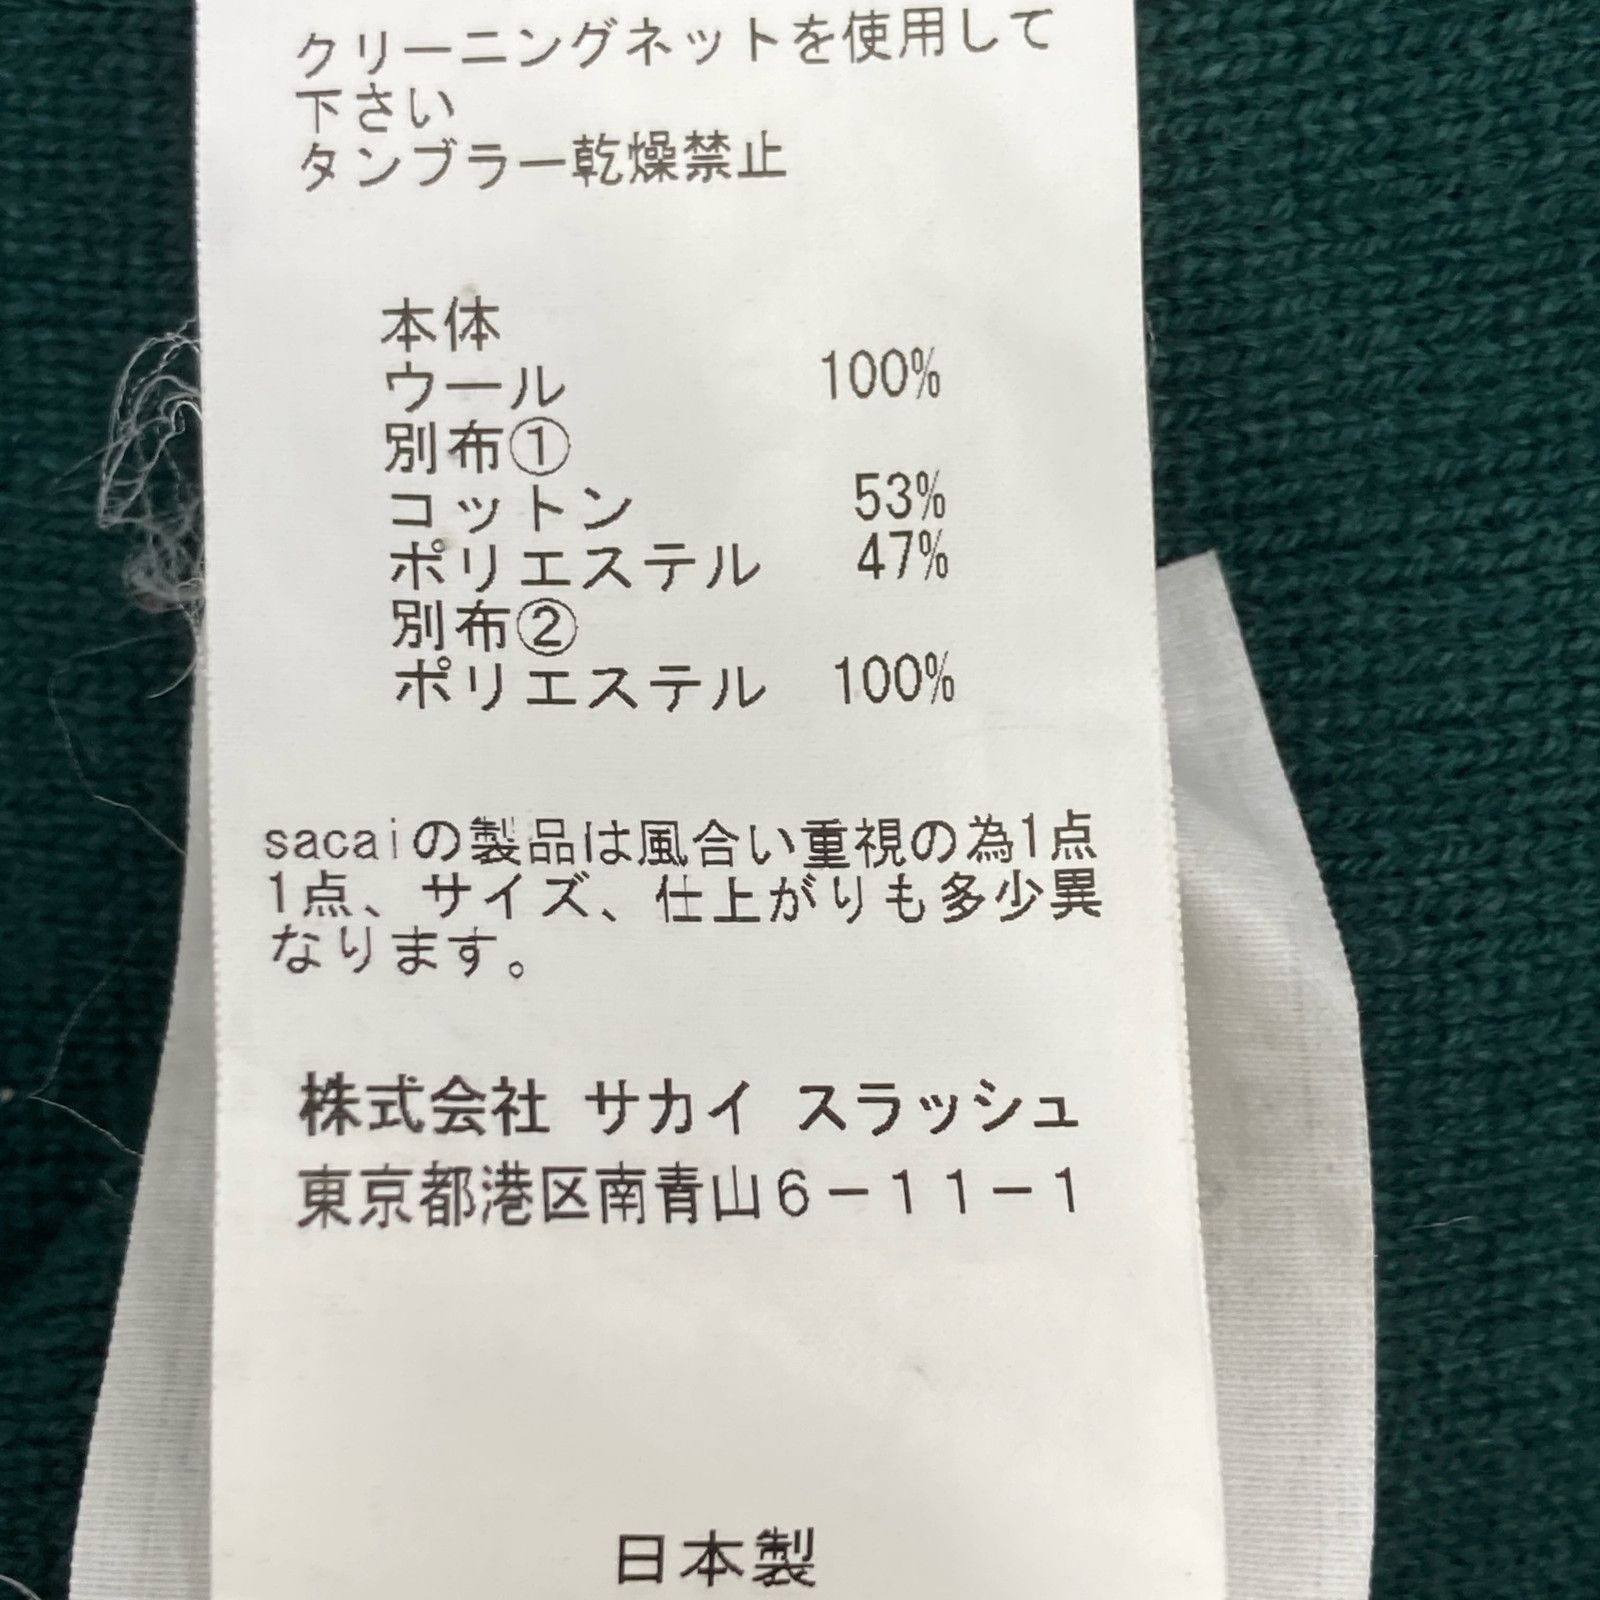 クリーニングネットを使用して
下さい
タンブラー乾燥禁止
本体
ウール 100%
別布①
コットン 53%
ポリエステル 47%
別布②
ポリエステル 100%
sacaiの製品は風合い重視の為1点
1点、サイズ、仕上がりも多少異
なります。
株式会社 サカイ スラッシュ
東京都港区南青山6-11-1
日本製